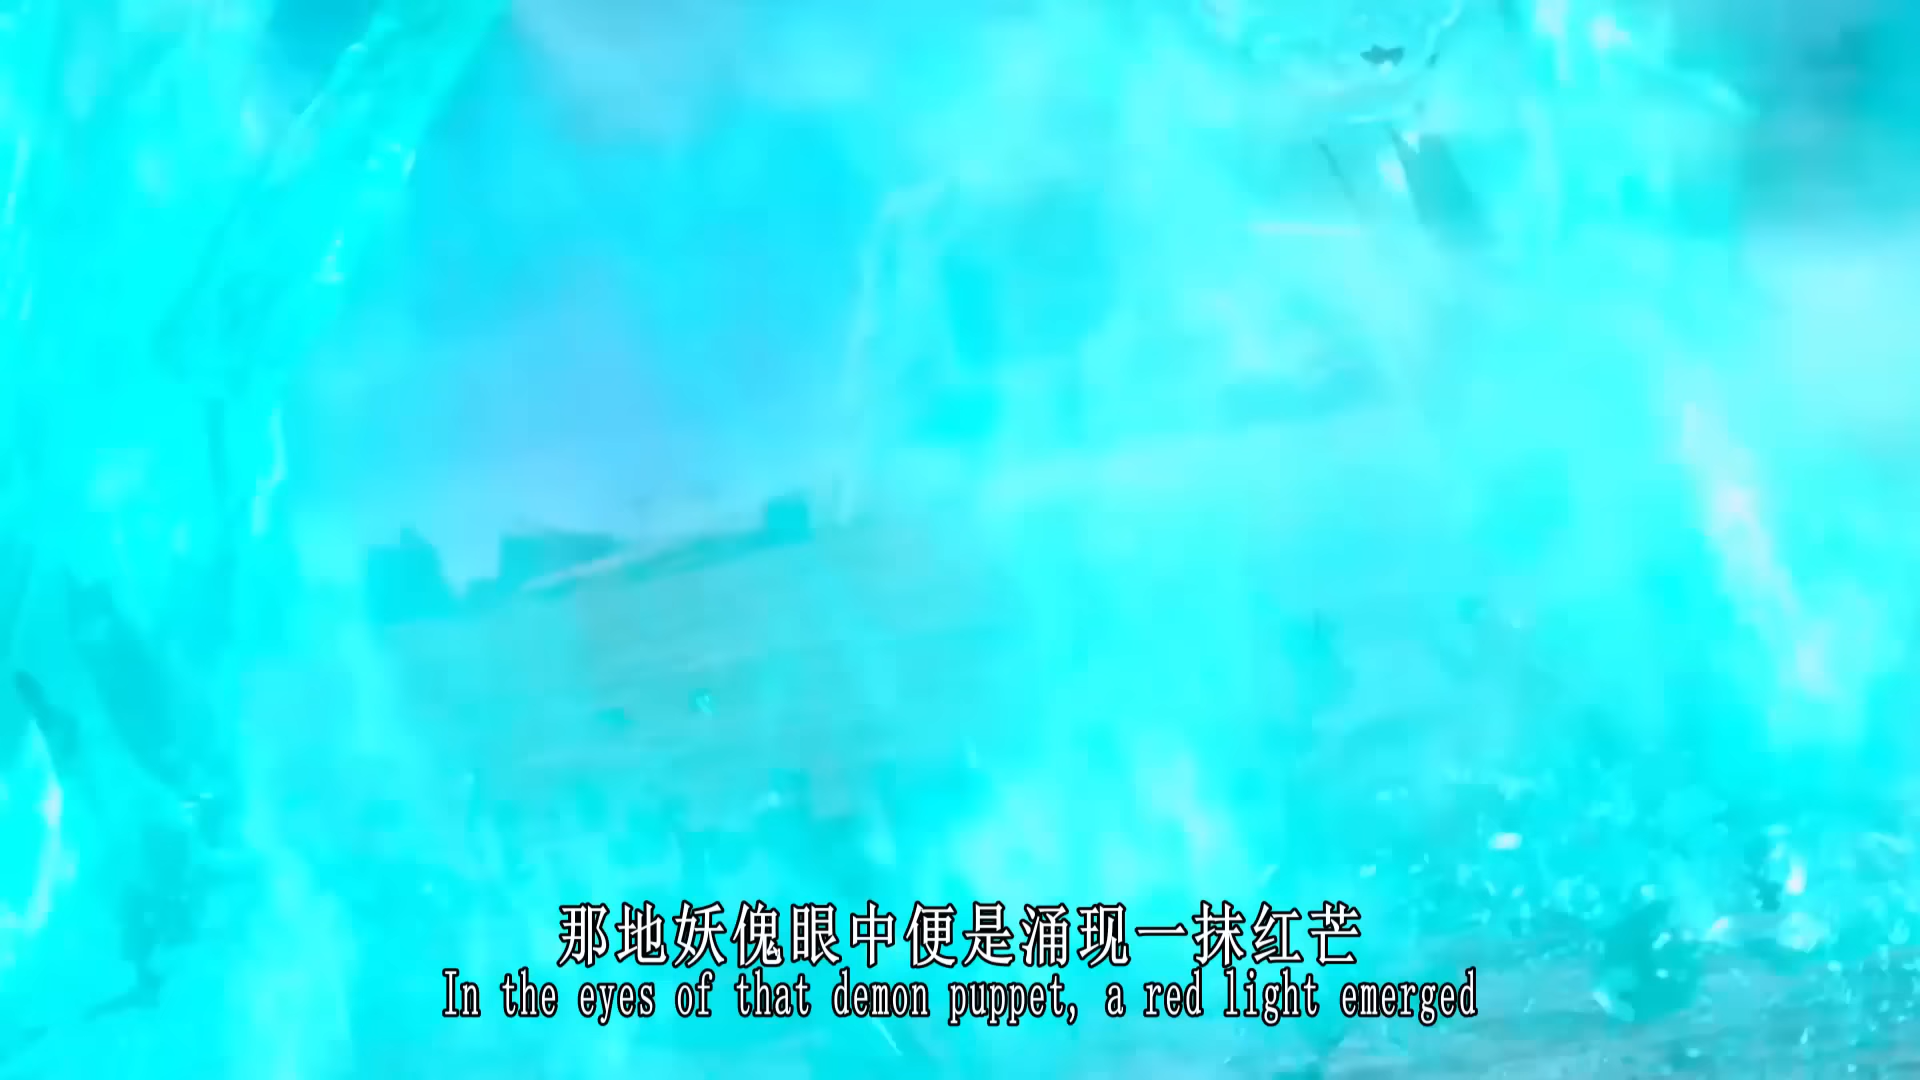 那地妖傀眼中便是涌现一抹红芒
In the eyes of that demon puppet, a red light emerged